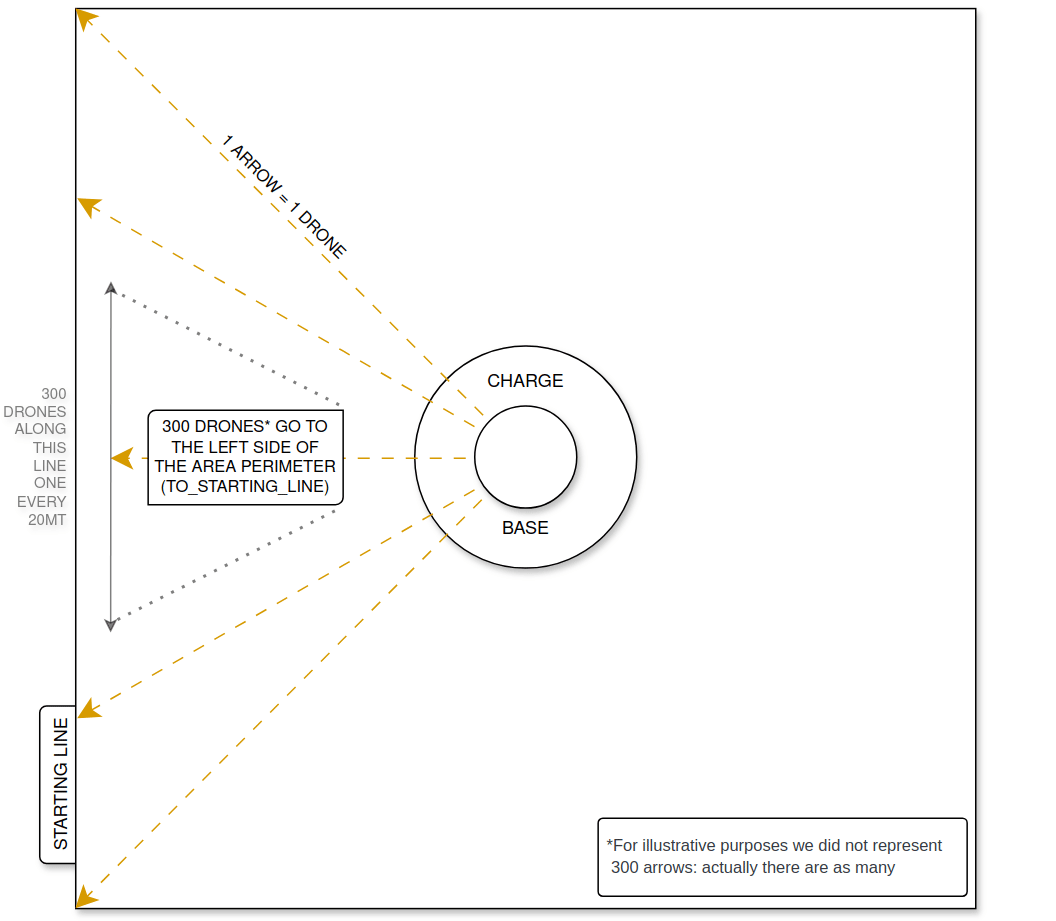 1 ARROW = 1 DRONE
CHARGE
BASE
300
DRONES
ALONG
THIS
LINE
ONE
EVERY
20MT
300 DRONES* GO TO
THE LEFT SIDE OF
THE AREA PERIMETER
(TO_STARTING_LINE)
STARTING LINE
*For illustrative purposes we did not represent
300 arrows: actually there are as many